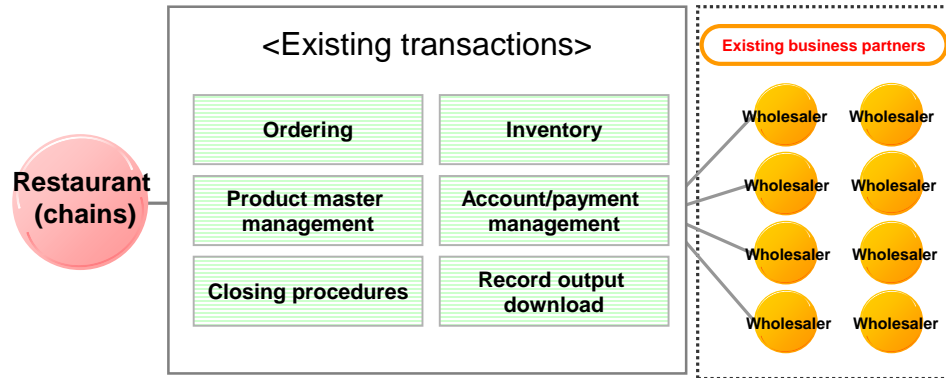 <Existing transactions>
Existing business partners
Restaurant
(chains)
Ordering
Inventory
Product master
management
Account/payment
management
Closing procedures
Record output
download
Wholesaler
Wholesaler
Wholesaler
Wholesaler
Wholesaler
Wholesaler
Wholesaler
Wholesaler